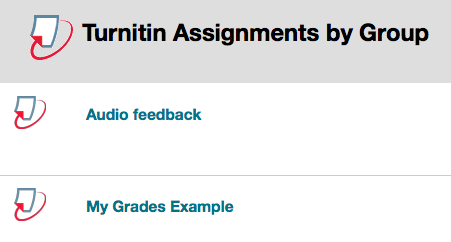 Turnitin Assignments by Group
Audio feedback
My Grades Example